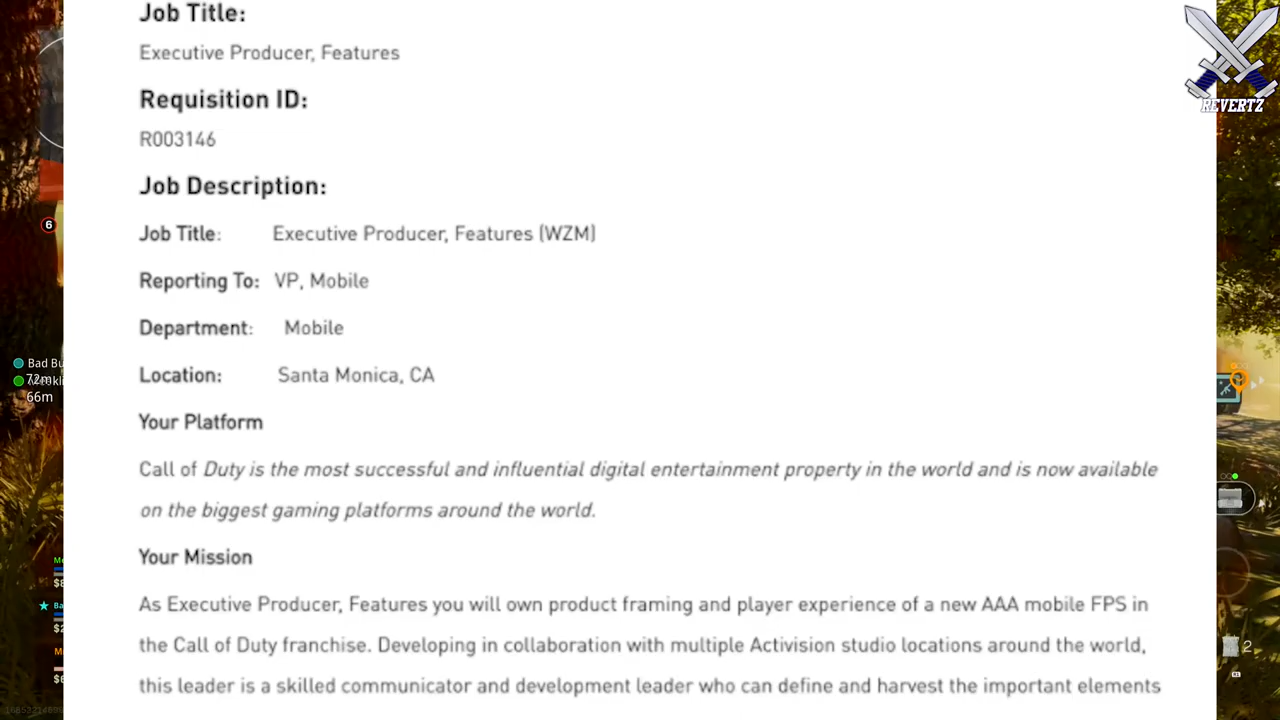 Job Title:
Executive Producer, Features
REVERTZ
Requisition ID:
R003146
Job Description:
Job Title: Executive Producer, Features (WZM)
6
Reporting To: VP, Mobile
Department: Mobile
Location: Santa Monica, CA
Bad Bu
72m
66m
Your Platform
Call of Duty is the most successful and influential digital entertainment property in the world and is now available
on the biggest gaming platforms around the world.
Your Mission
As Executive Producer, Features you will own product framing and player experience of a new AAA mobile FPS in
the Call of Duty franchise. Developing in collaboration with multiple Activision studio locations around the world,
this leader is a skilled communicator and development leader who can define and harvest the important elements
2